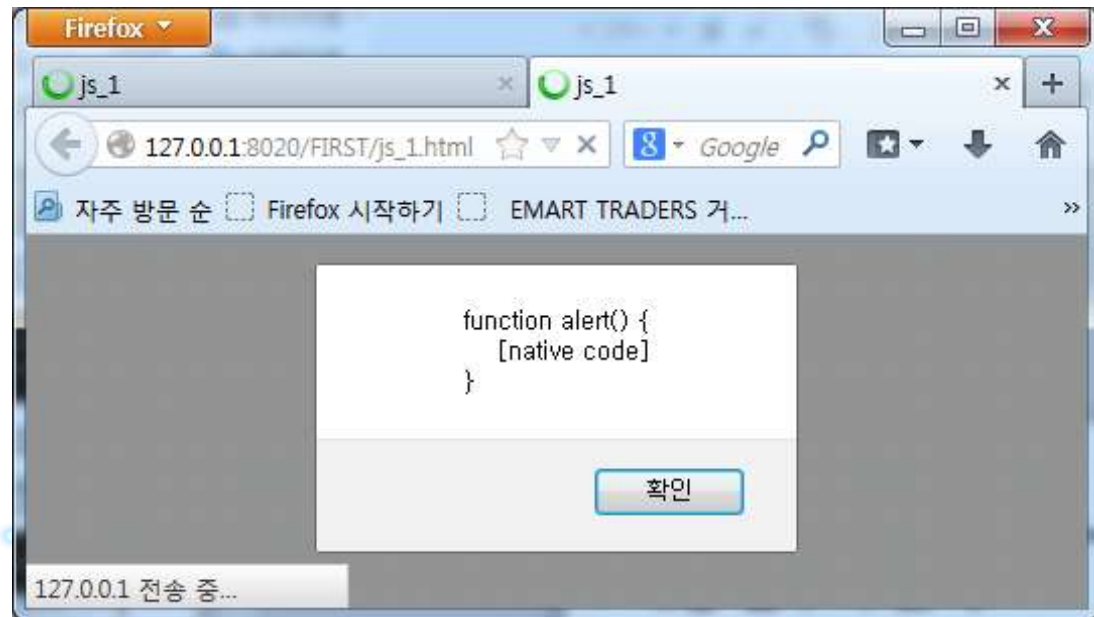 Firefox
js_1
js_1
127.0.0.1:8020/FIRST/js_1.html
8 Google
자주 방문 순 Firefox 시작하기 EMART TRADERS 거... »
function alert() {
[native code]
}
확인
127.0.0.1 전송 중...